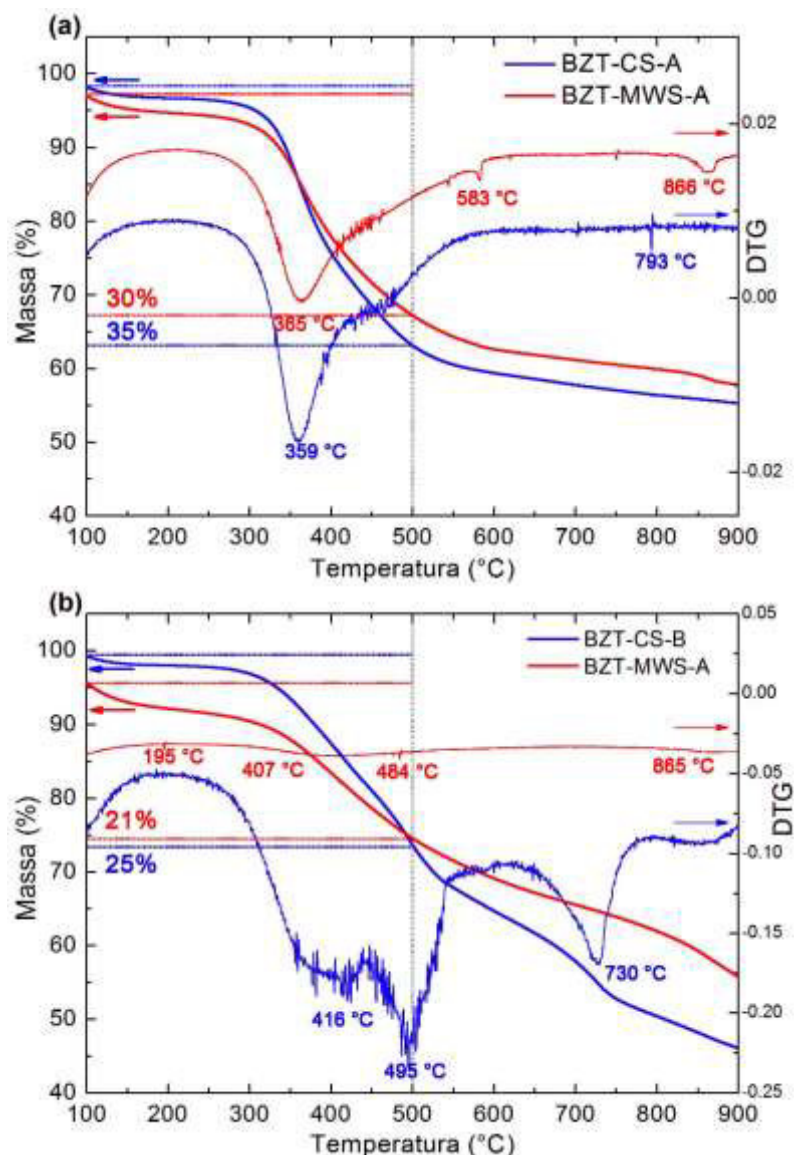 (a)
BZT-CS-A
BZT-MWS-A
Massa (%)
100
90
80
70
60
50
40
0.02
0.00
-0.02
DTG
583 °C
866 °C
793 °C
30%
35%
365 °C
359 °C
100 200 300 400 500 600 700 800 900
Temperatura (°C)
(b)
BZT-CS-B
BZT-MWS-A
Massa (%)
100
90
80
70
60
50
40
0.05
0.00
-0.05
-0.10
-0.15
-0.20
-0.25
DTG
195 °C
407 °C
484 °C
865 °C
21%
25%
416 °C
495 °C
730 °C
100 200 300 400 500 600 700 800 900
Temperatura (°C)